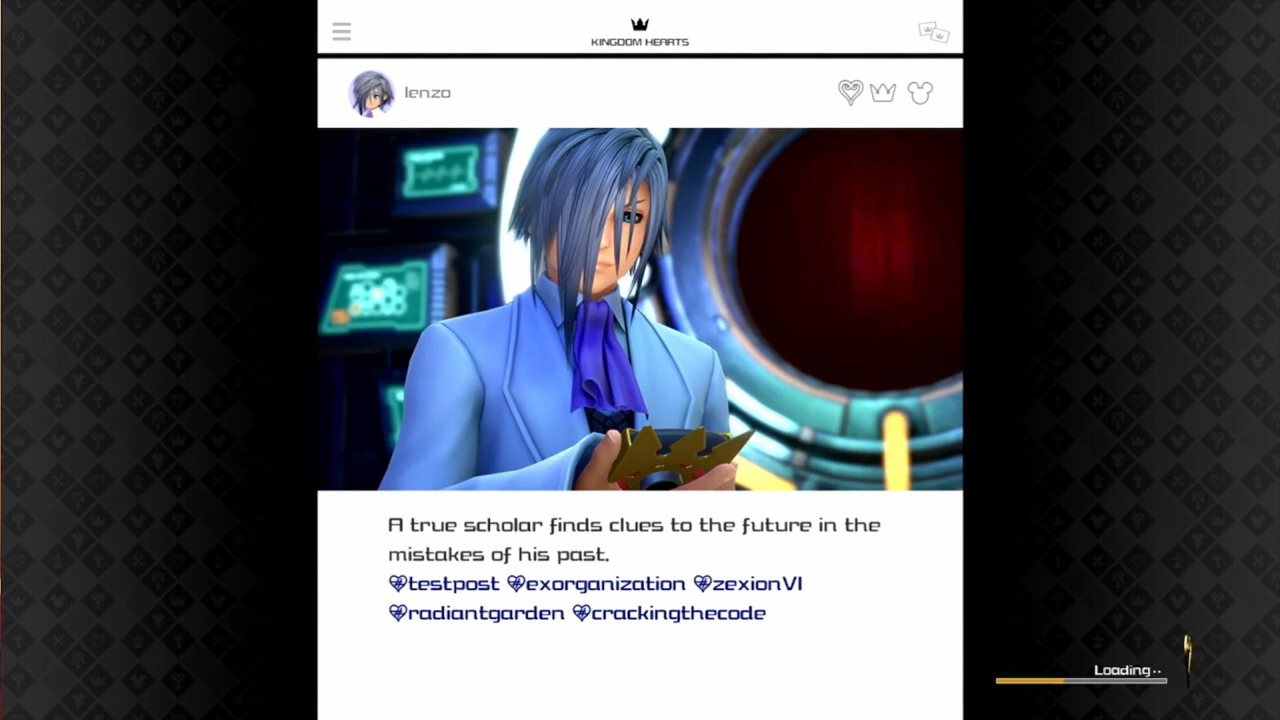 KINGDOM HEARTS
Ienzo
A true scholar finds clues to the future in the
mistakes of his past.
testpost exorganization zexionVI
radiantgarden crackingthecode
Loading··